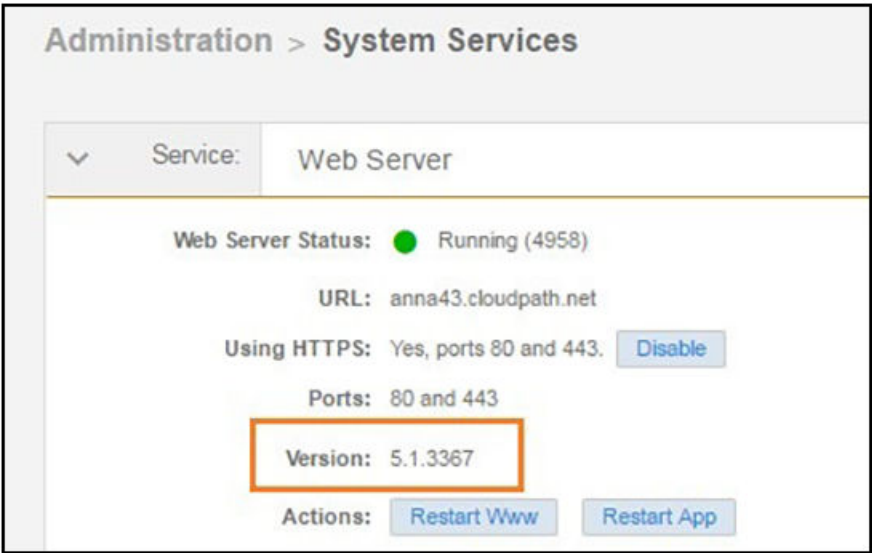 Administration > System Services
Service: Web Server
Web Server Status: Running (4958)
URL: anna43.cloudpath.net
Using HTTPS: Yes, ports 80 and 443. Disable
Ports: 80 and 443
Version: 5.1.3367
Actions: Restart Www Restart App